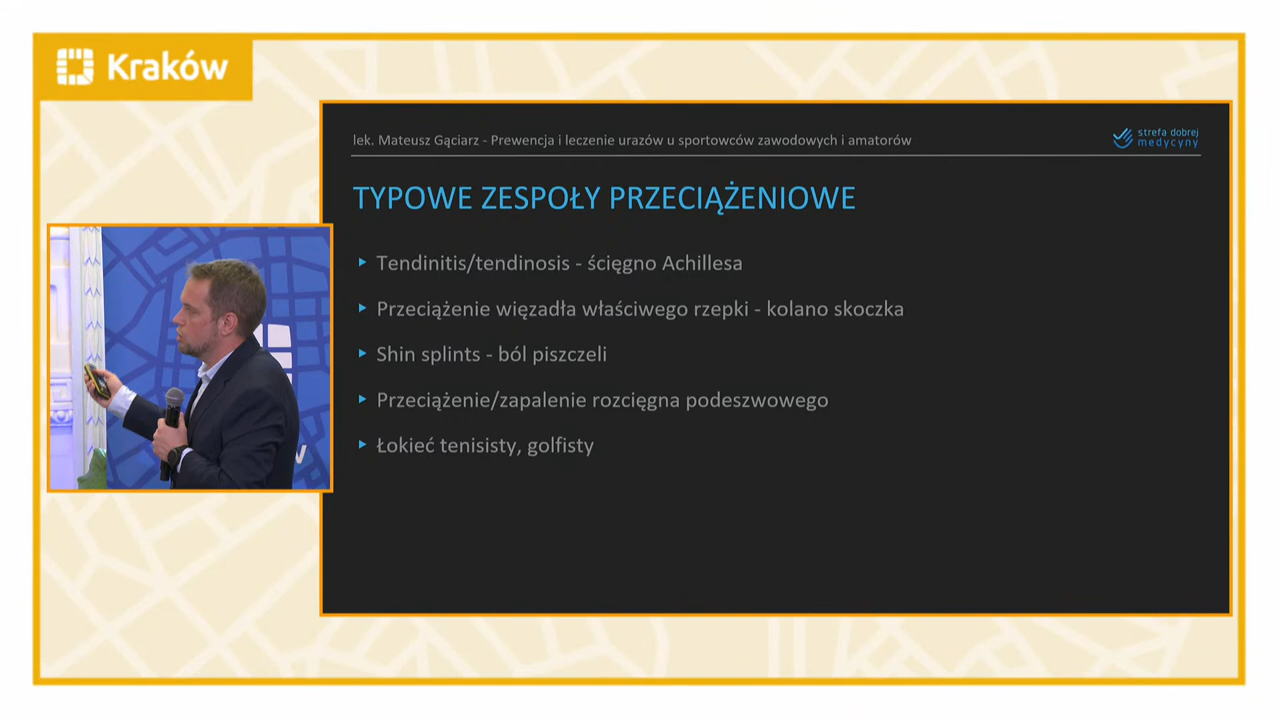 Kraków
lek. Mateusz Gąciarz - Prewencja i leczenie urazów u sportowców zawodowych i amatorów
strefa dobrej
medycyny
TYPOWE ZESPOŁY PRZECIĄŻENIOWE
Tendinitis/tendinosis - ścięgno Achillesa
Przeciążenie więzadła właściwego rzepki - kolano skoczka
Shin splints - ból piszczeli
Przeciążenie/zapalenie rozcięgna podeszwowego
Łokieć tenisisty, golfisty